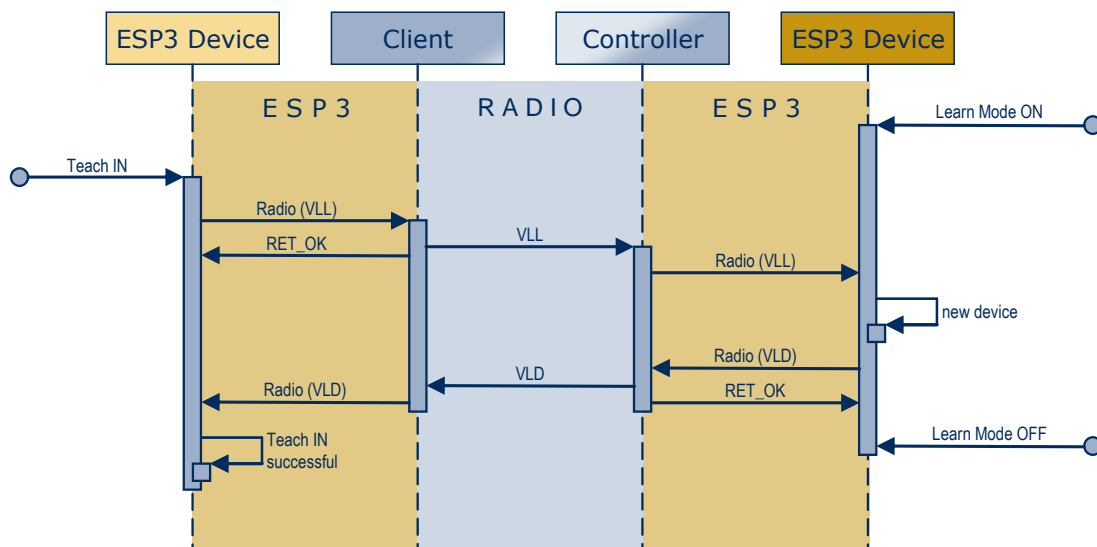 ESP3 Device
Client
Controller
ESP3 Device
ESP3
RADIO
ESP3
Learn Mode ON
Teach IN
Radio (VLL)
VLL
RET_OK
Radio (VLL)
new device
Radio (VLD)
VLD
Radio (VLD)
RET_OK
Learn Mode OFF
Teach IN
successful